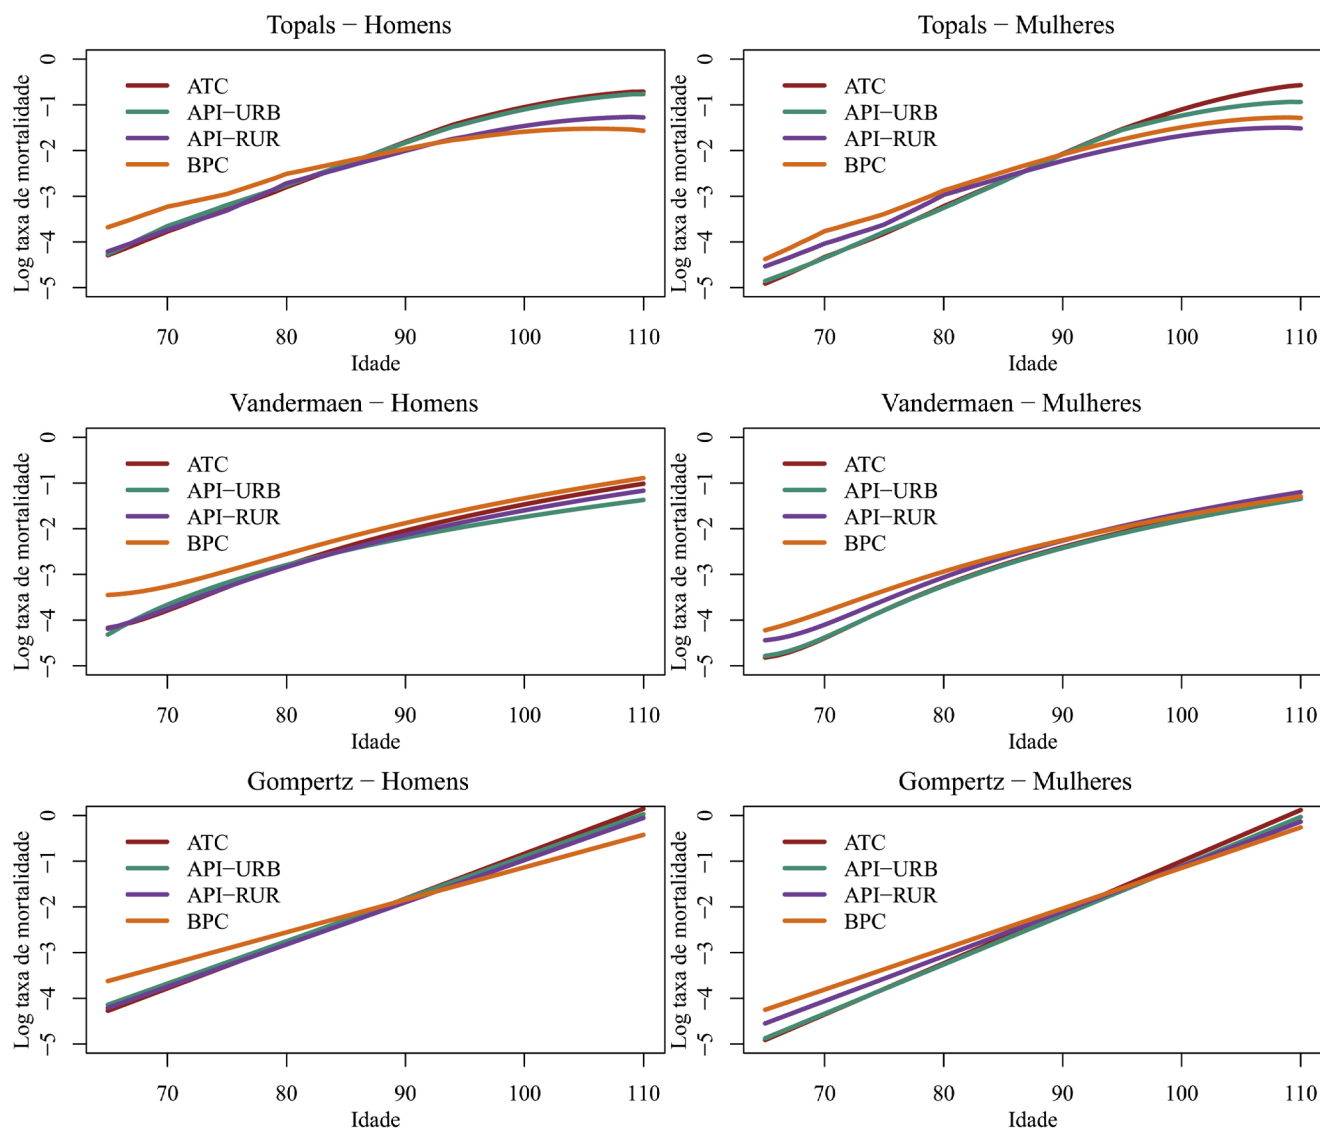 Topals − Homens
Log taxa de mortalidade
0
−1
−2
−3
−4
−5
ATC
API−URB
API−RUR
BPC
70 80 90 100 110
Idade
Topals − Mulheres
Log taxa de mortalidade
0
−1
−2
−3
−4
−5
ATC
API−URB
API−RUR
BPC
70 80 90 100 110
Idade
Vandermaen − Homens
Log taxa de mortalidade
0
−1
−2
−3
−4
−5
ATC
API−URB
API−RUR
BPC
70 80 90 100 110
Idade
Vandermaen − Mulheres
Log taxa de mortalidade
0
−1
−2
−3
−4
−5
ATC
API−URB
API−RUR
BPC
70 80 90 100 110
Idade
Gompertz − Homens
Log taxa de mortalidade
0
−1
−2
−3
−4
−5
ATC
API−URB
API−RUR
BPC
70 80 90 100 110
Idade
Gompertz − Mulheres
Log taxa de mortalidade
0
−1
−2
−3
−4
−5
ATC
API−URB
API−RUR
BPC
70 80 90 100 110
Idade